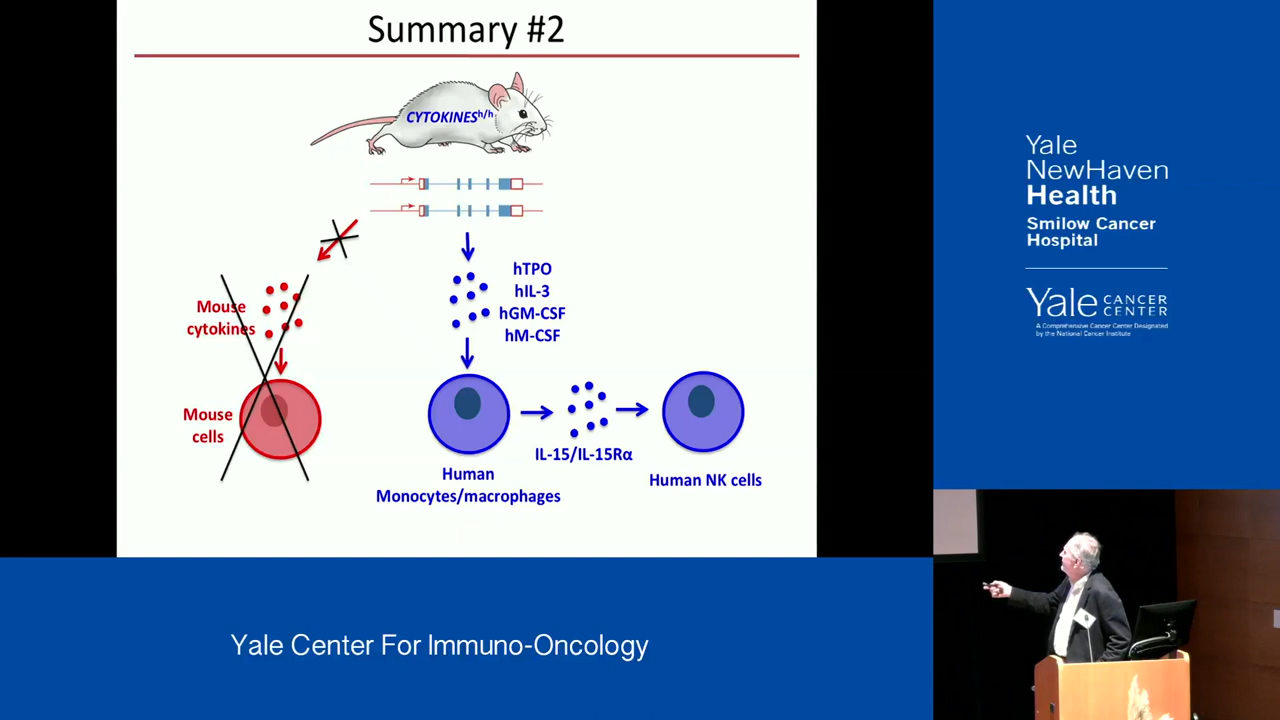 Summary #2
CYTOKINESh/h
hTPO
hIL-3
hGM-CSF
hM-CSF
Mouse
cytokines
Mouse
cells
IL-15/IL-15Rα
Human
Monocytes/macrophages
Human NK cells
Yale
NewHaven
Health
Smilow Cancer
Hospital
Yale CANCER
CENTER
A Comprehensive Cancer Center Designated
by the National Cancer Institute
Yale Center For Immuno-Oncology